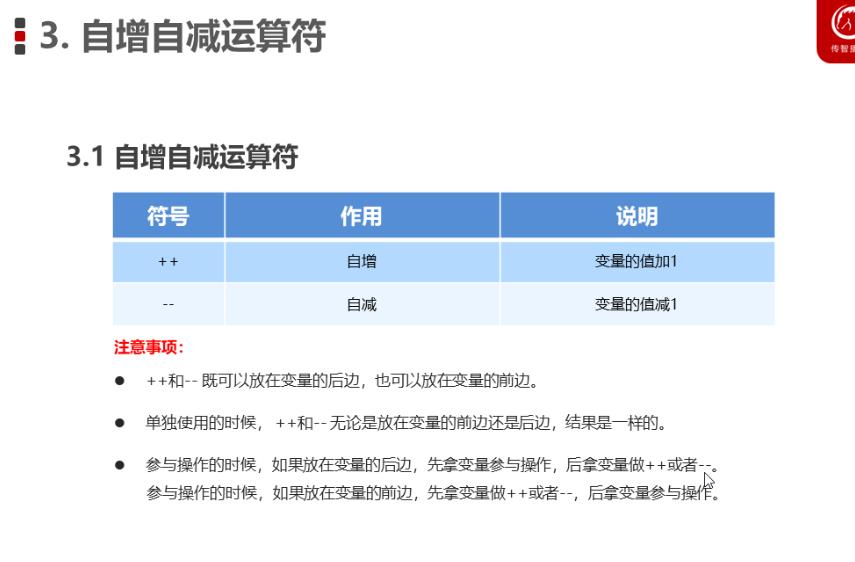 3. 自增自减运算符
传智
3.1 自增自减运算符
符号 作用 说明
++ 自增 变量的值加1
-- 自减 变量的值减1
注意事项：
● ++和-- 既可以放在变量的后边，也可以放在变量的前边。
● 单独使用的时候， ++和-- 无论是放在变量的前边还是后边，结果是一样的。
● 参与操作的时候，如果放在变量的后边，先拿变量参与操作，后拿变量做++或者--。
参与操作的时候，如果放在变量的前边，先拿变量做++或者--，后拿变量参与操作。